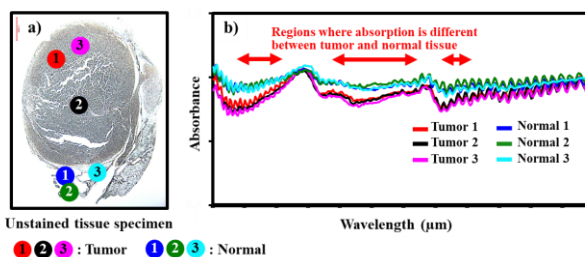 a)
1
3
2
1
3
2
Unstained tissue specimen
1 2 3 : Tumor 1 2 3 : Normal
b)
Regions where absorption is different
between tumor and normal tissue
Absorbance
Tumor 1 Normal 1
Tumor 2 Normal 2
Tumor 3 Normal 3
Wavelength (µm)